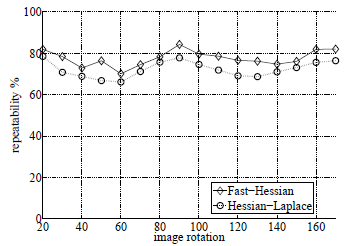 100
80
60
40
20
0
repeatability %
20 40 60 80 100 120 140 160
image rotation
Fast−Hessian
Hessian−Laplace